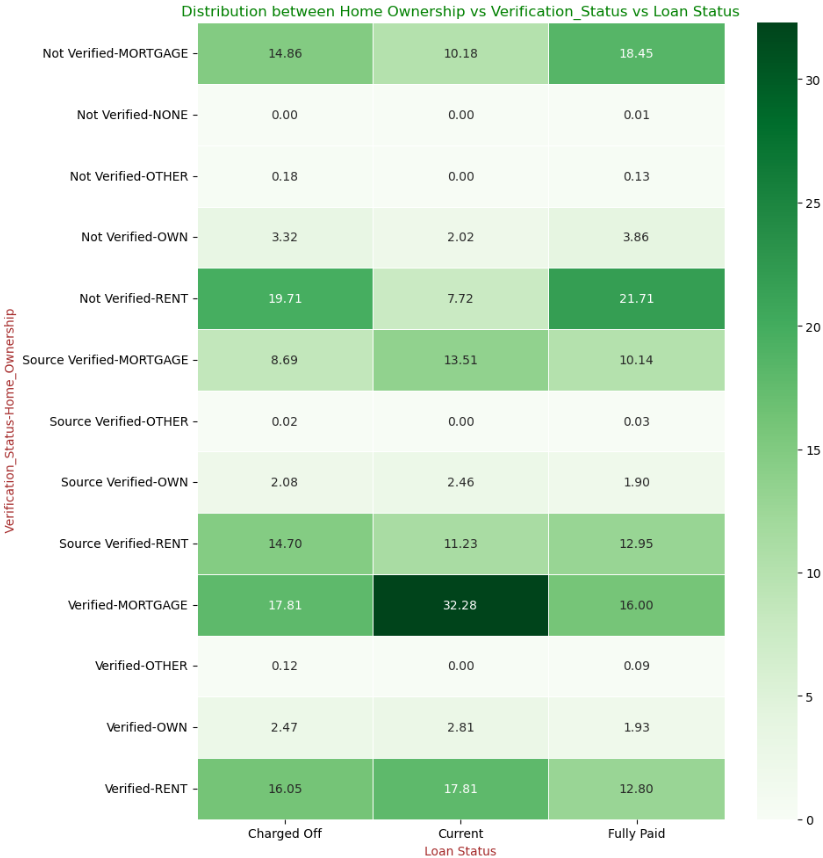 Distribution between Home Ownership vs Verification_Status vs Loan Status
Verification_Status-Home_Ownership
Not Verified-MORTGAGE 14.86 10.18 18.45
Not Verified-NONE 0.00 0.00 0.01
Not Verified-OTHER 0.18 0.00 0.13
Not Verified-OWN 3.32 2.02 3.86
Not Verified-RENT 19.71 7.72 21.71
Source Verified-MORTGAGE 8.69 13.51 10.14
Source Verified-OTHER 0.02 0.00 0.03
Source Verified-OWN 2.08 2.46 1.90
Source Verified-RENT 14.70 11.23 12.95
Verified-MORTGAGE 17.81 32.28 16.00
Verified-OTHER 0.12 0.00 0.09
Verified-OWN 2.47 2.81 1.93
Verified-RENT 16.05 17.81 12.80
Charged Off Current Fully Paid
Loan Status
30
25
20
15
10
5
0